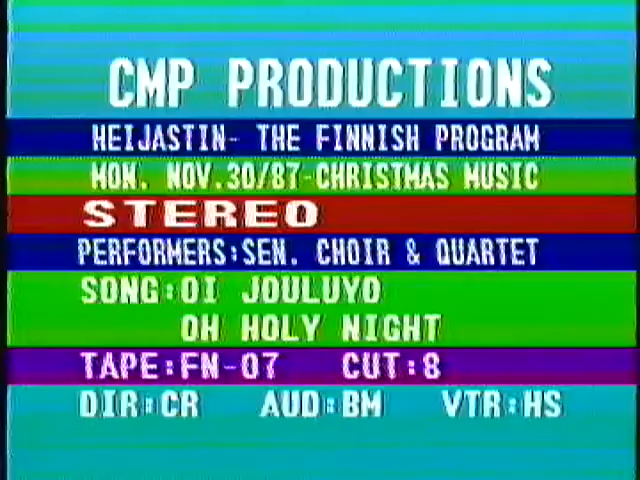 CMP PRODUCTIONS
HEIJASTIN- THE FINNISH PROGRAM
MON. NOV.30/87-CHRISTMAS MUSIC
STEREO
PERFORMERS:SEN. CHOIR & QUARTET
SONG:OI JOULUYO
OH HOLY NIGHT
TAPE:FN-07 CUT:8
DIR:CR AUD:BM VTR:HS